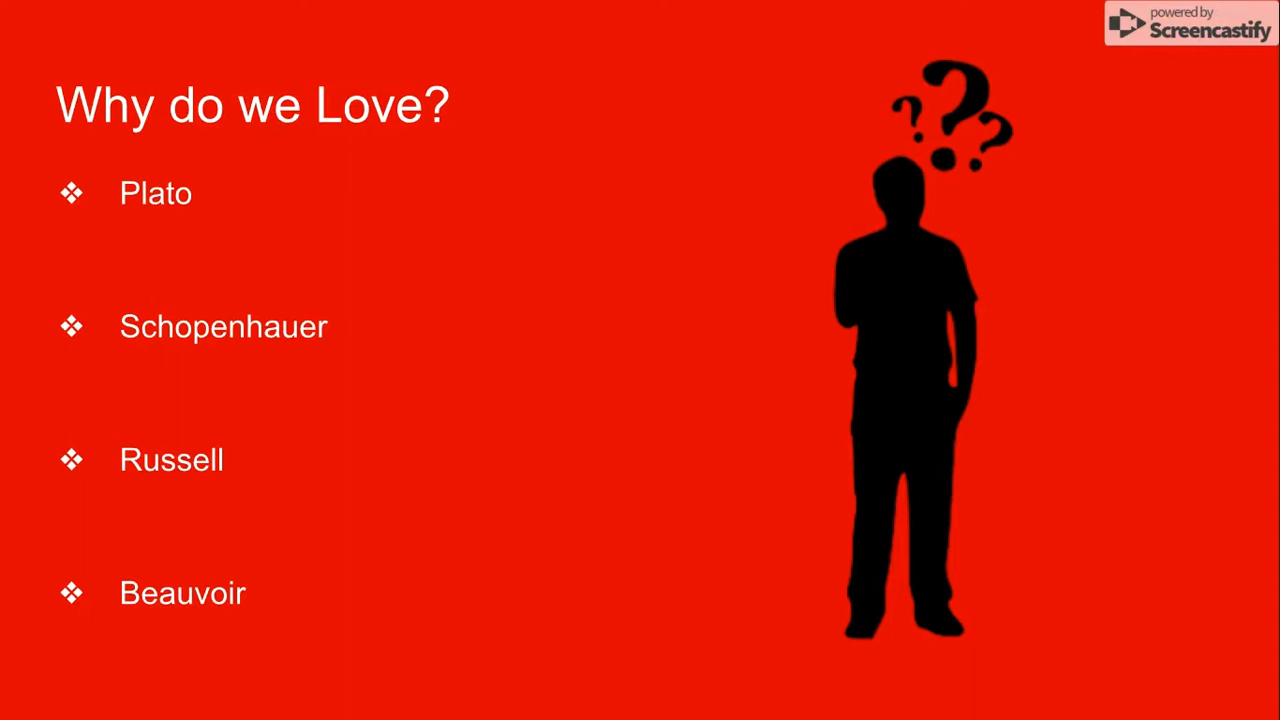 powered by
Screencastify
Why do we Love?
❖ Plato
❖ Schopenhauer
❖ Russell
❖ Beauvoir
???